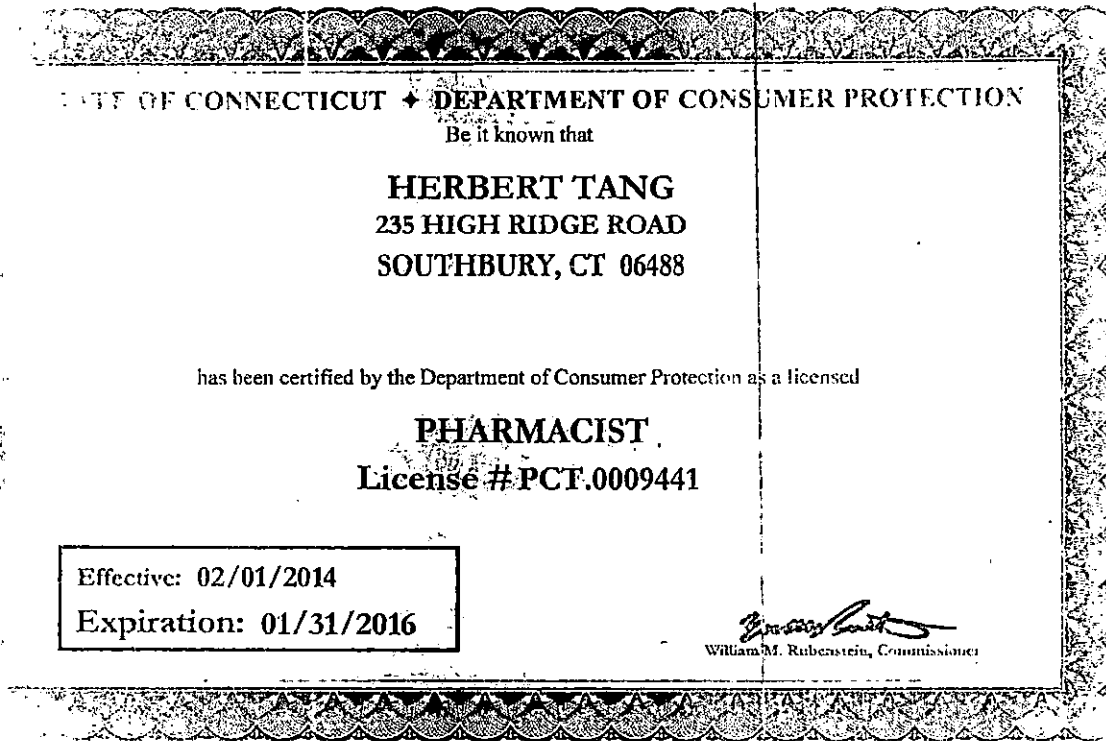 OF CONNECTICUT ✦ DEPARTMENT OF CONSUMER PROTECTION
Be it known that
HERBERT TANG
235 HIGH RIDGE ROAD
SOUTHBURY, CT 06488
has been certified by the Department of Consumer Protection as a licensed
PHARMACIST
License # PCT.0009441
Effective: 02/01/2014
Expiration: 01/31/2016
William M. Rubenstein, Commissioner